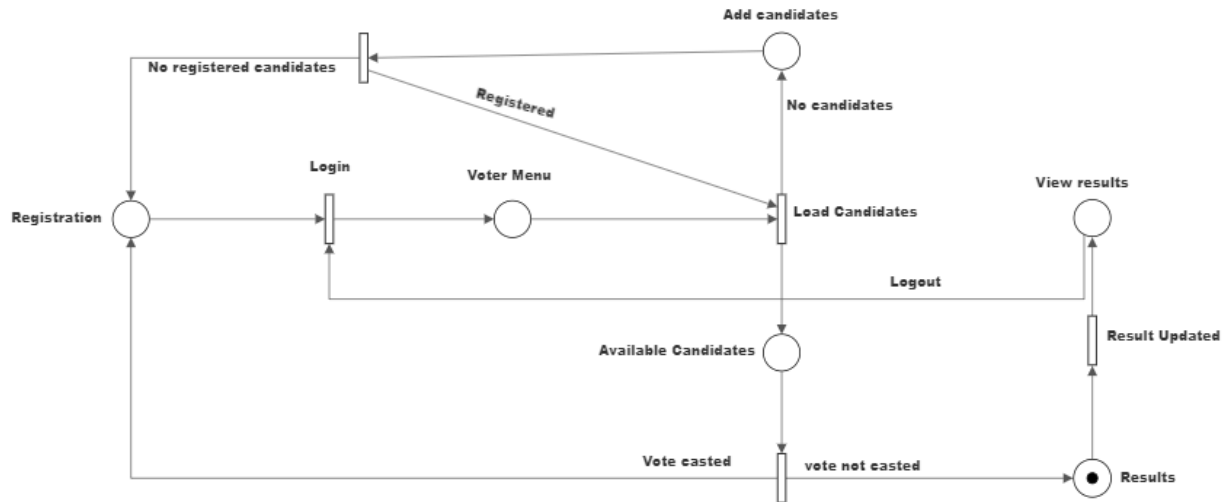 Add candidates
No registered candidates
Registered
No candidates
Login
Voter Menu
View results
Registration
Load Candidates
Logout
Available Candidates
Result Updated
Vote casted
vote not casted
Results